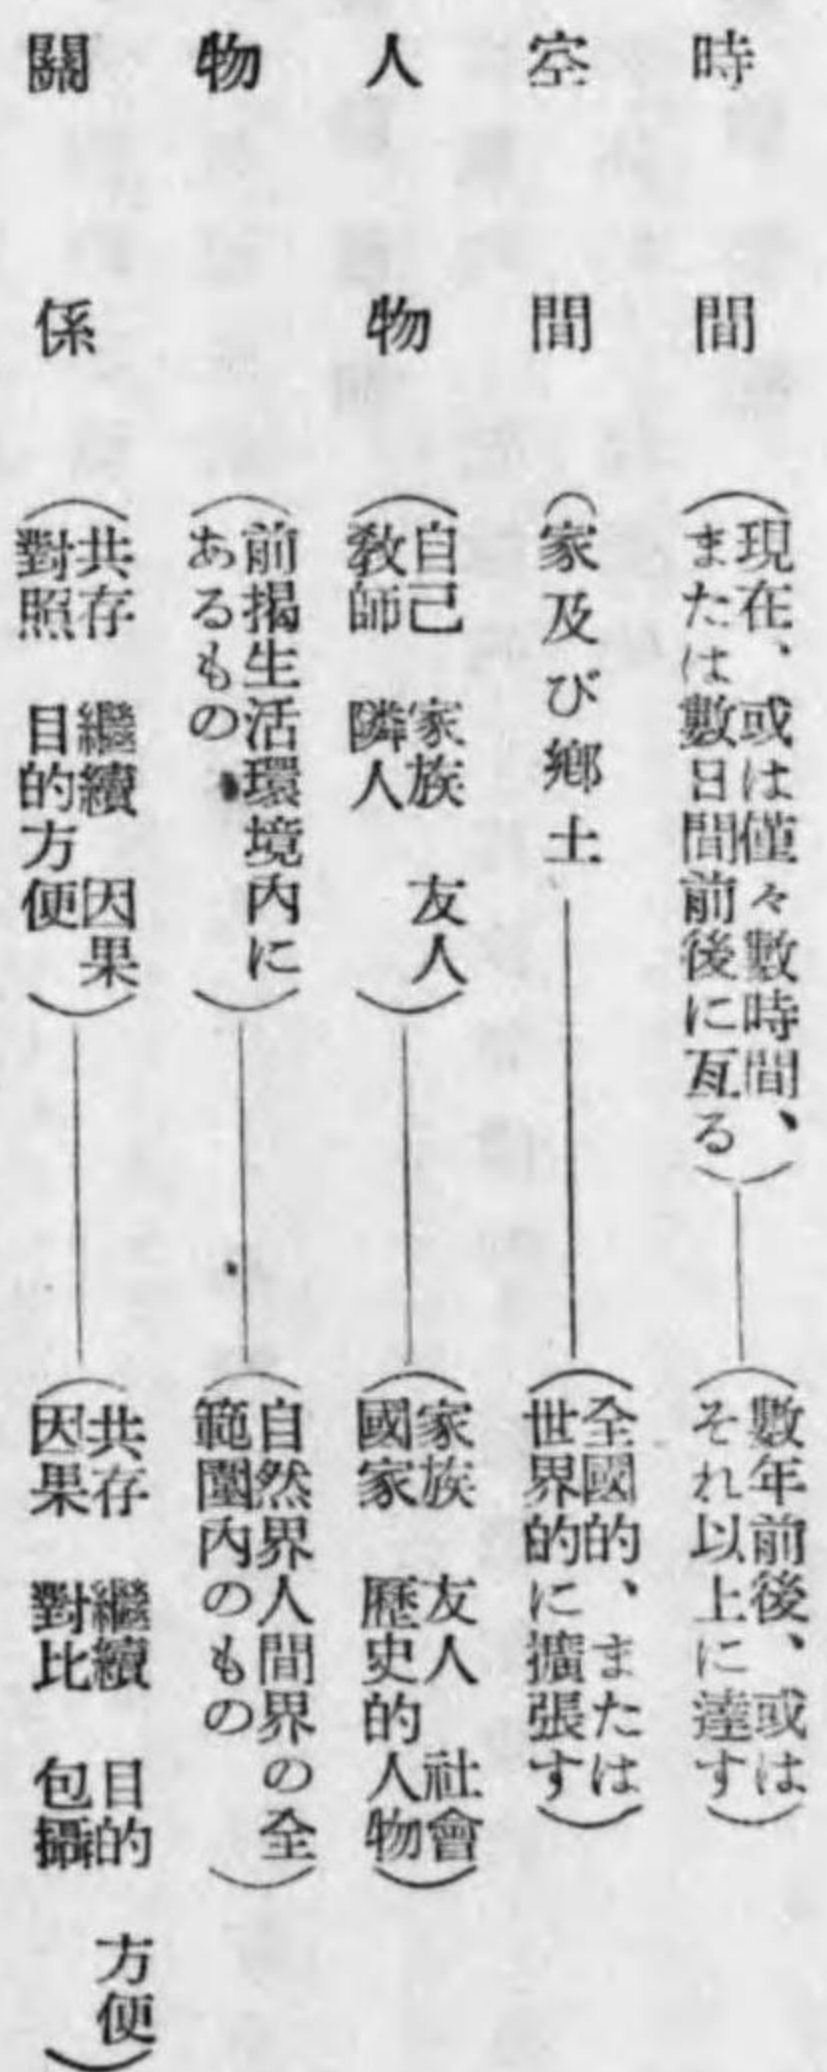 時間 (現在、或は僅々數時間、
または數日間前後に亙る)――(數年前後、或は
それ以上に達す)
空間 (家及び鄕土――(全國的、または
世界的に擴張す)
人物 (自己 家族 友人
敎師 隣人)――(家族 友人 社會
國家 歷史的人物)
物 (前揭生活環境內に
あるもの)――(自然界人間界の全
範圍內のもの)
關係 (共存 繼續 因果
對照 目的方便)――(共存 繼續 目的 方便
因果 對比 包攝)